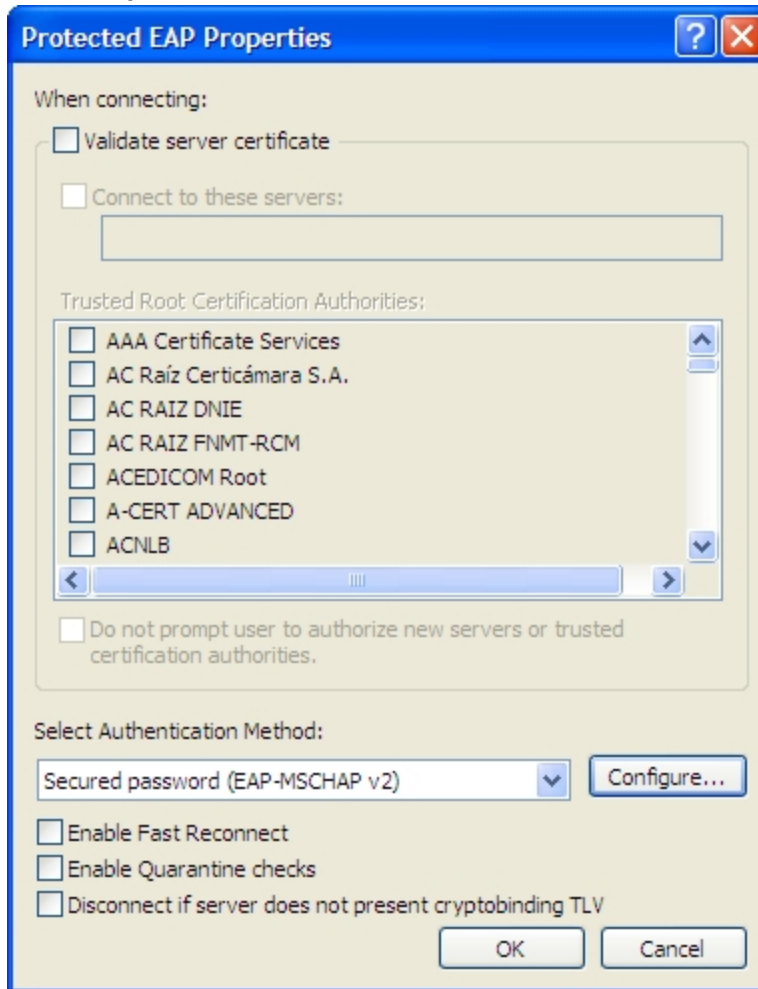 Protected EAP Properties
When connecting:
Validate server certificate
Connect to these servers:
Trusted Root Certification Authorities:
AAA Certificate Services
AC Raíz Certicámara S.A.
AC RAIZ DNIE
AC RAIZ FNMT-RCM
ACEDICOM Root
A-CERT ADVANCED
ACNLB
Do not prompt user to authorize new servers or trusted
certification authorities.
Select Authentication Method:
Secured password (EAP-MSCHAP v2)
Configure...
Enable Fast Reconnect
Enable Quarantine checks
Disconnect if server does not present cryptobinding TLV
OK
Cancel